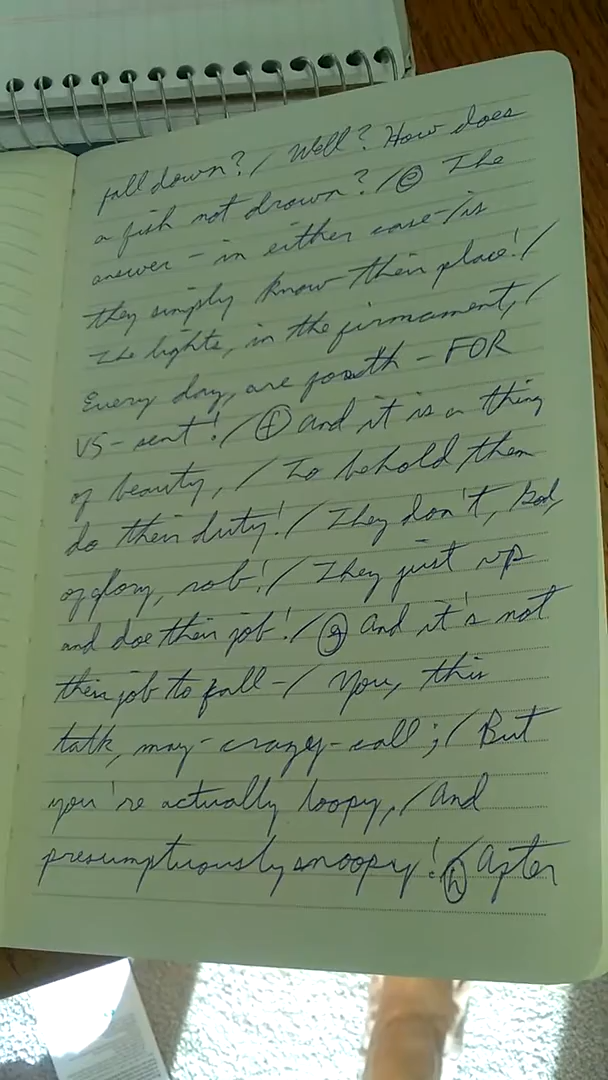 fall down? / Well? How does
a fish not drown? / ⓔ The
answer - in either case - / is
they simply know their place! /
The lights, in the firmament, /
Every day, are forth - FOR
US - sent! / ⓕ And it is a thing
of beauty, / To behold them
do their duty! / They don't, God,
of glory, rob! / They just up
and doe their job! / ⓖ And it's not
their job to fall - / You, this
talk, may - crazy - call; / But
you're actually loopy, / And
presumptuously snoopy! / ⓗ After